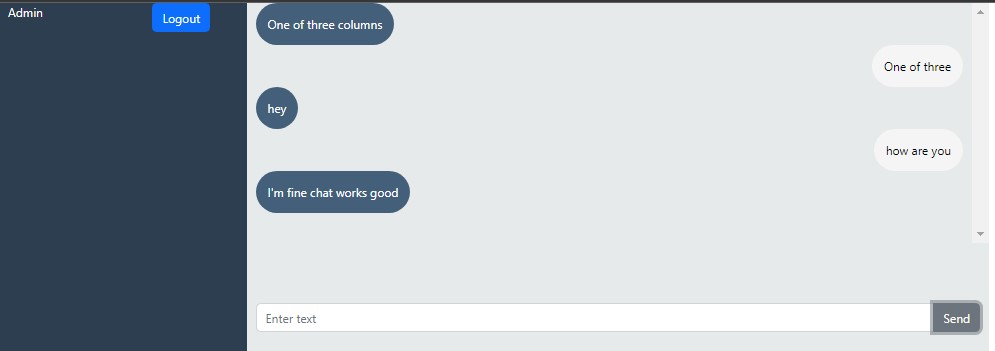 Admin
Logout
One of three columns
One of three
hey
how are you
I'm fine chat works good
Enter text
Send